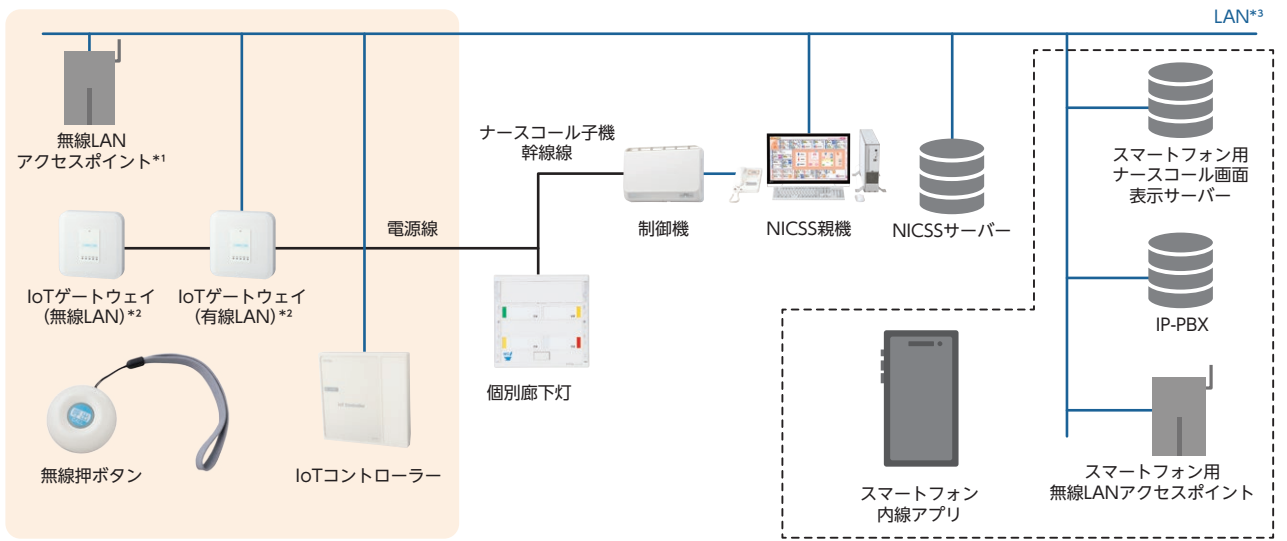 LAN*3
無線LAN
アクセスポイント*1
ナースコール子機
幹線線
スマートフォン用
ナースコール画面
表示サーバー
電源線
制御機
NICSS親機
NICSSサーバー
IoTゲートウェイ
(無線LAN)*2
IoTゲートウェイ
(有線LAN)*2
IP-PBX
個別廊下灯
無線押ボタン
IoTコントローラー
スマートフォン
内線アプリ
スマートフォン用
無線LANアクセスポイント